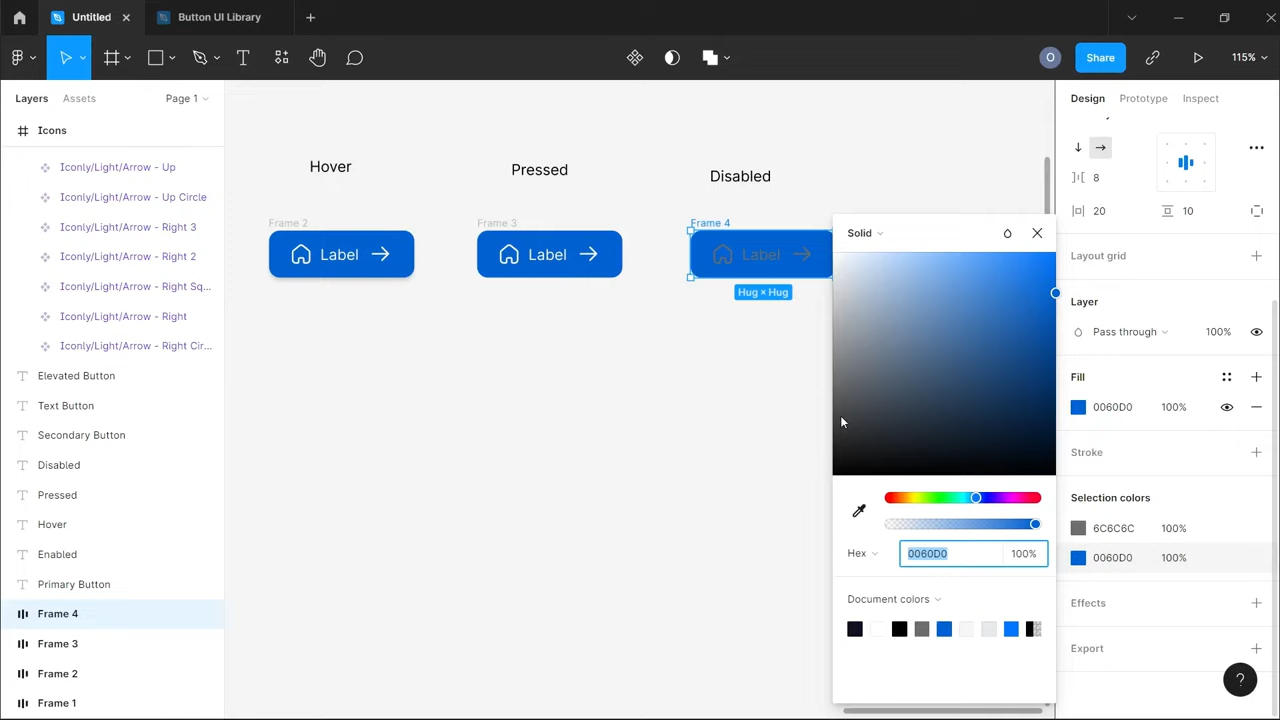 Untitled
Button UI Library
O
Share
115%
Layers
Assets
Page 1
Icons
Iconly/Light/Arrow - Up
Iconly/Light/Arrow - Up Circle
Iconly/Light/Arrow - Right 3
Iconly/Light/Arrow - Right 2
Iconly/Light/Arrow - Right Sq...
Iconly/Light/Arrow - Right
Iconly/Light/Arrow - Right Cir...
Elevated Button
Text Button
Secondary Button
Disabled
Pressed
Hover
Enabled
Primary Button
Frame 4
Frame 3
Frame 2
Frame 1
Hover
Pressed
Disabled
Frame 2
Frame 3
Frame 4
Label
Label
Label
Hug × Hug
Solid
Hex
0060D0
100%
Document colors
Design
Prototype
Inspect
8
20
10
Layout grid
Layer
Pass through
100%
Fill
0060D0
100%
Stroke
Selection colors
6C6C6C
100%
0060D0
100%
Effects
Export
?